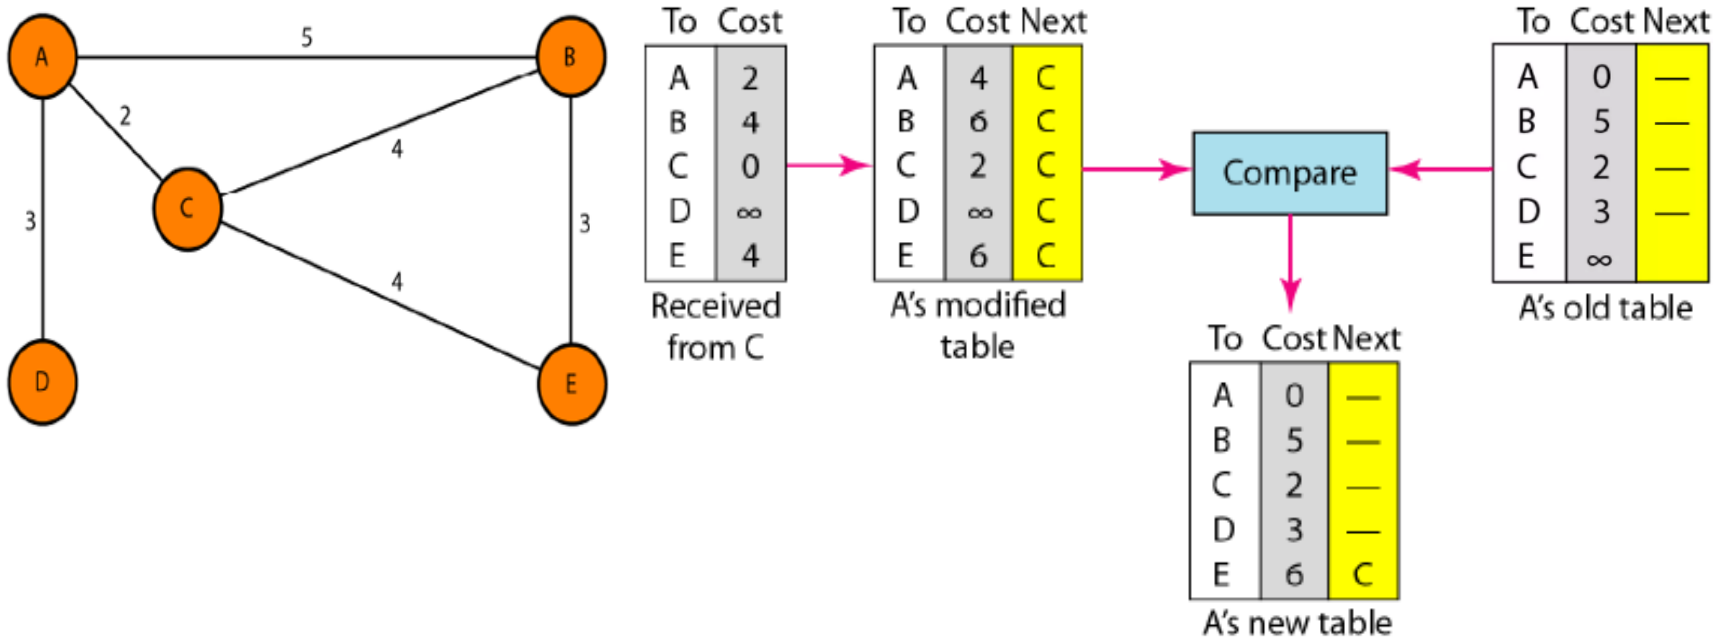 A
5
B
2
4
C
3
3
4
D
E
To Cost
A 2
B 4
C 0
D ∞
E 4
Received
from C
To Cost Next
A 4 C
B 6 C
C 2 C
D ∞ C
E 6 C
A's modified
table
Compare
To Cost Next
A 0 —
B 5 —
C 2 —
D 3 —
E ∞
A's old table
To Cost Next
A 0 —
B 5 —
C 2 —
D 3 —
E 6 C
A's new table